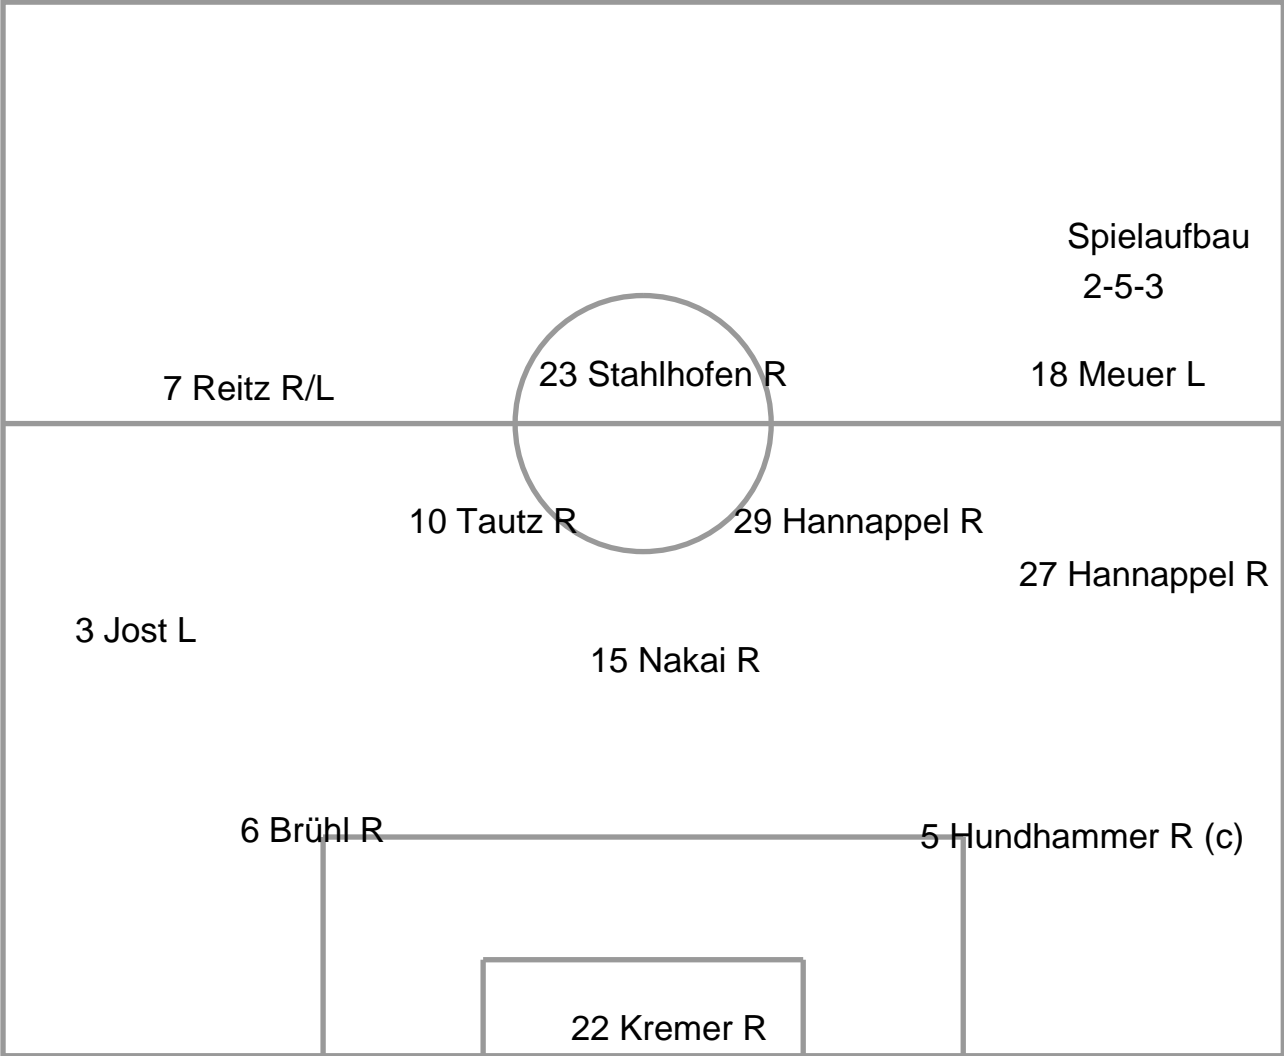 Spielaufbau
2-5-3
7 Reitz R/L
23 Stahlhofen R
18 Meuer L
10 Tautz R
29 Hannappel R
27 Hannappel R
3 Jost L
15 Nakai R
6 Brühl R
5 Hundhammer R (c)
22 Kremer R